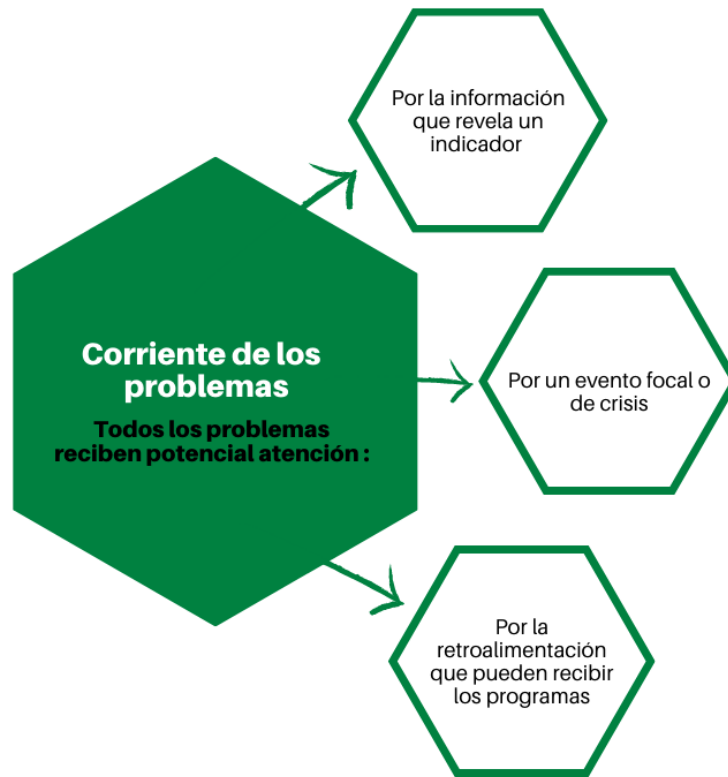 Corriente de los
problemas
Todos los problemas
reciben potencial atención :
Por la información
que revela un
indicador
Por un evento focal o
de crisis
Por la
retroalimentación
que pueden recibir
los programas